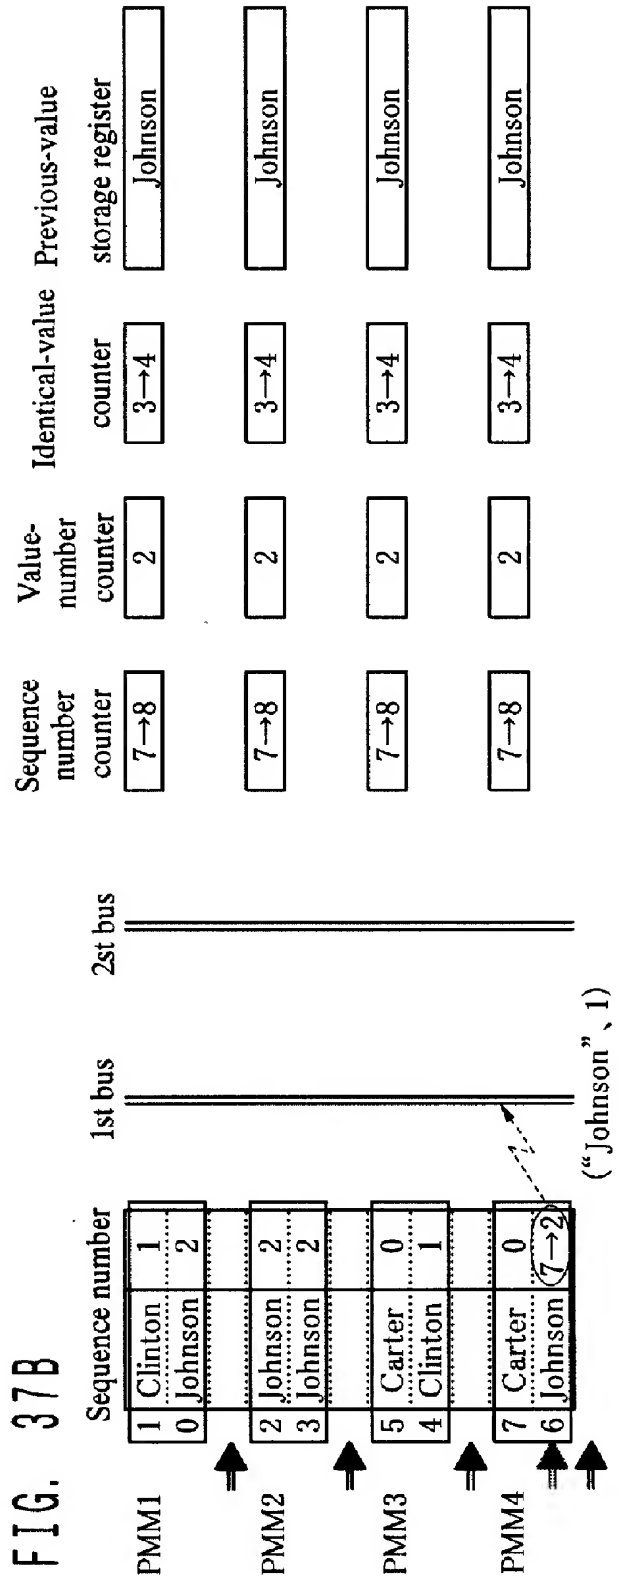 FIG. 37B
Sequence number
1st bus
2st bus
Sequence
number
counter
Value-
number
counter
Identical-value
counter
Previous-value
storage register
PMM1
1 Clinton 1
0 Johnson 2
7→8
2
3→4
Johnson
PMM2
2 Johnson 2
3 Johnson 2
7→8
2
3→4
Johnson
PMM3
5 Carter 0
4 Clinton 1
7→8
2
3→4
Johnson
PMM4
7 Carter 0
6 Johnson 7→2
7→8
2
3→4
Johnson
(“Johnson”、1)